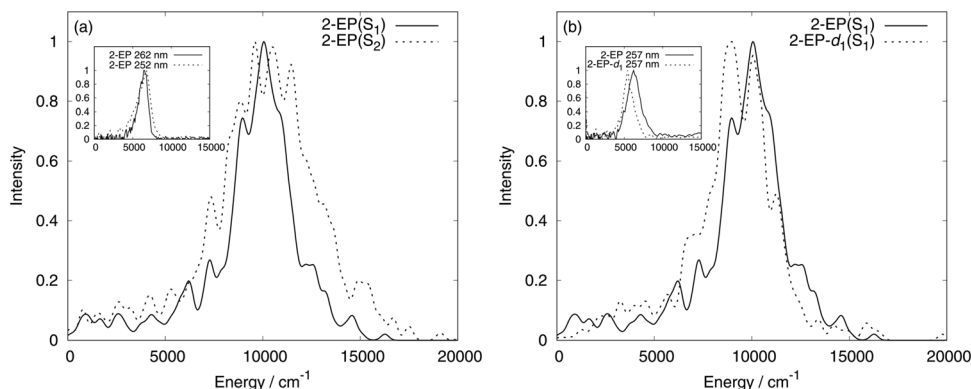 (a)
2-EP(S₁)
2-EP(S₂)
2-EP 262 nm
2-EP 252 nm
1
0.8
0.6
0.4
0.2
0
0 5000 10000 15000
Intensity
1
0.8
0.6
0.4
0.2
0
0 5000 10000 15000 20000
Energy / cm⁻¹
(b)
2-EP(S₁)
2-EP-d₁(S₁)
2-EP 257 nm
2-EP-d₁ 257 nm
1
0.8
0.6
0.4
0.2
0
0 5000 10000 15000
Intensity
1
0.8
0.6
0.4
0.2
0
0 5000 10000 15000 20000
Energy / cm⁻¹